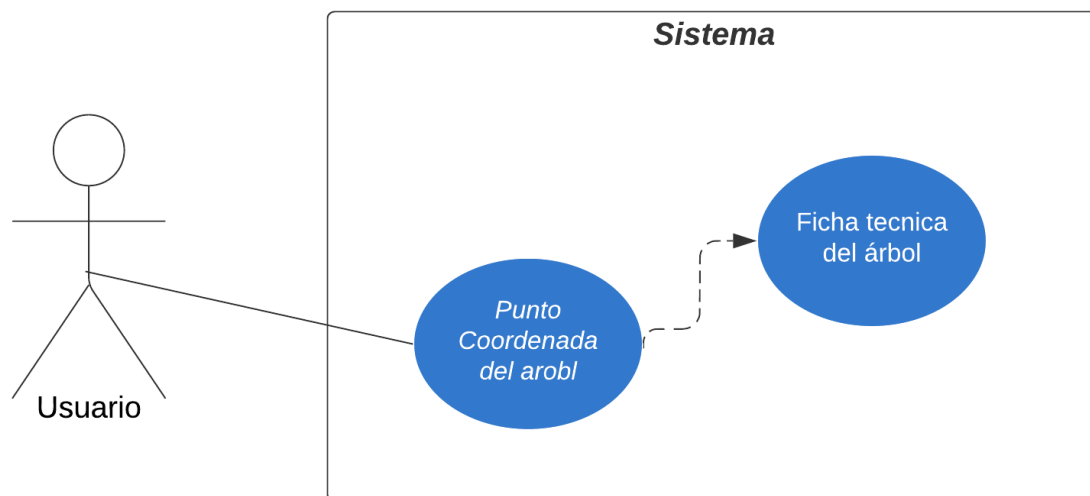 Sistema
Ficha tecnica
del árbol
Punto
Coordenada
del arobl
Usuario